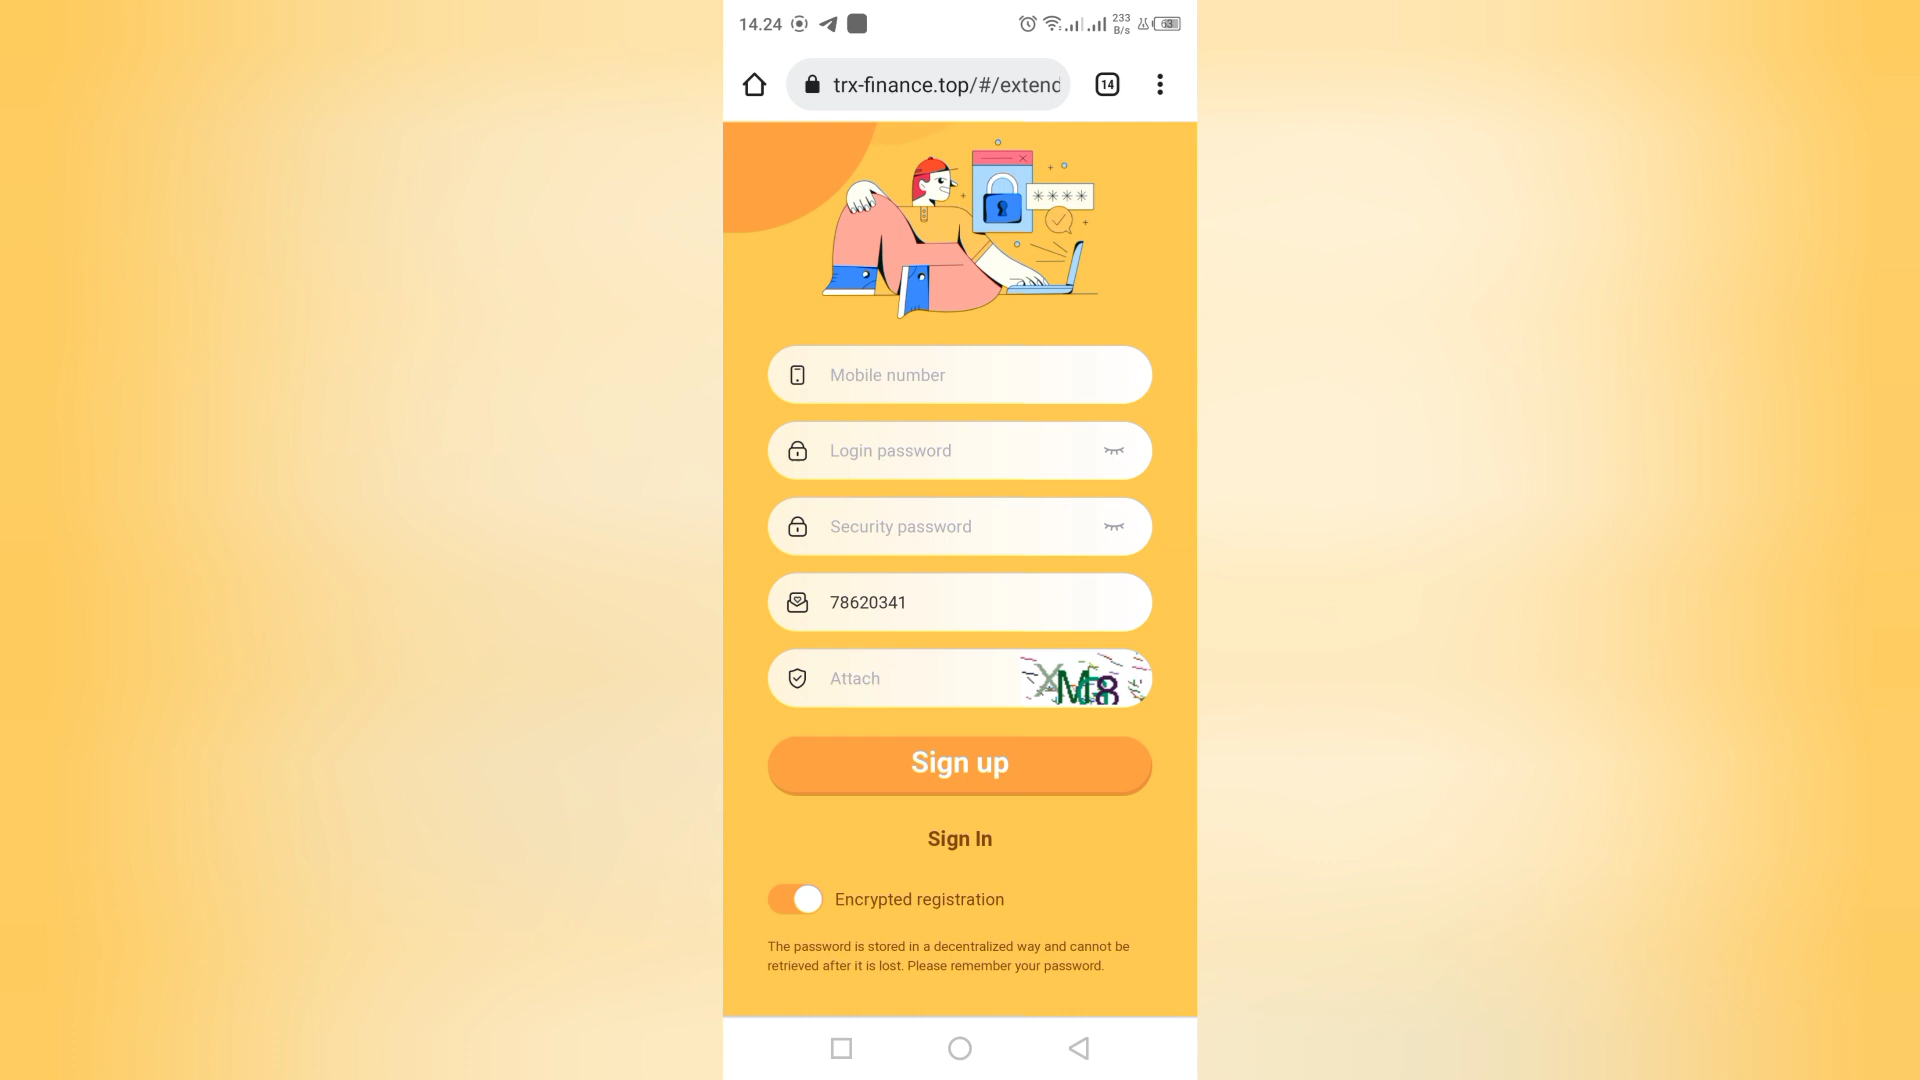 14.24
233
B/s
63
trx-finance.top/#/extend
14
****
Mobile number
Login password
Security password
78620341
Attach
Sign up
Sign In
Encrypted registration
The password is stored in a decentralized way and cannot be
retrieved after it is lost. Please remember your password.